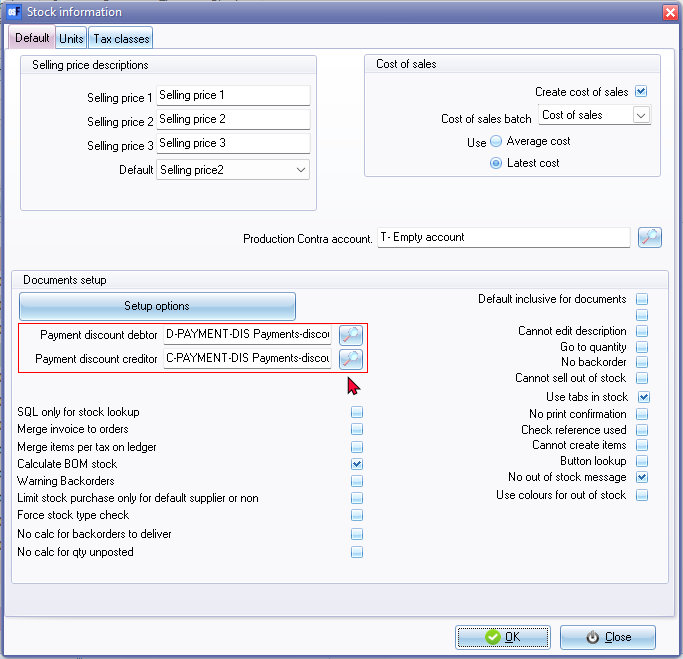 Stock information
Default Units Tax classes
Selling price descriptions
Selling price 1 Selling price 1
Selling price 2 Selling price 2
Selling price 3 Selling price 3
Default Selling price2
Cost of sales
Create cost of sales
Cost of sales batch Cost of sales
Use Average cost
Latest cost
Production Contra account. T- Empty account
Documents setup
Setup options
Payment discount debtor D-PAYMENT-DIS Payments-discou
Payment discount creditor C-PAYMENT-DIS Payments-discou
SQL only for stock lookup
Merge invoice to orders
Merge items per tax on ledger
Calculate BOM stock
Warning Backorders
Limit stock purchase only for default supplier or non
Force stock type check
No calc for backorders to deliver
No calc for qty unposted
Default inclusive for documents
Cannot edit description
Go to quantity
No backorder
Cannot sell out of stock
Use tabs in stock
No print confirmation
Check reference used
Cannot create items
Button lookup
No out of stock message
Use colours for out of stock
OK Close